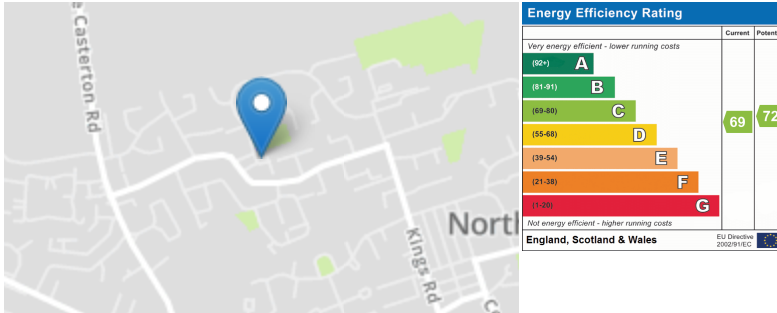 e Casterton Rd
North
Kings Rd
Energy Efficiency Rating
Current
Potent
Very energy efficient - lower running costs
(92+) A
(81-91) B
(69-80) C
69
72
(55-68) D
(39-54) E
(21-38) F
(1-20) G
Not energy efficient - higher running costs
England, Scotland & Wales
EU Directive
2002/91/EC